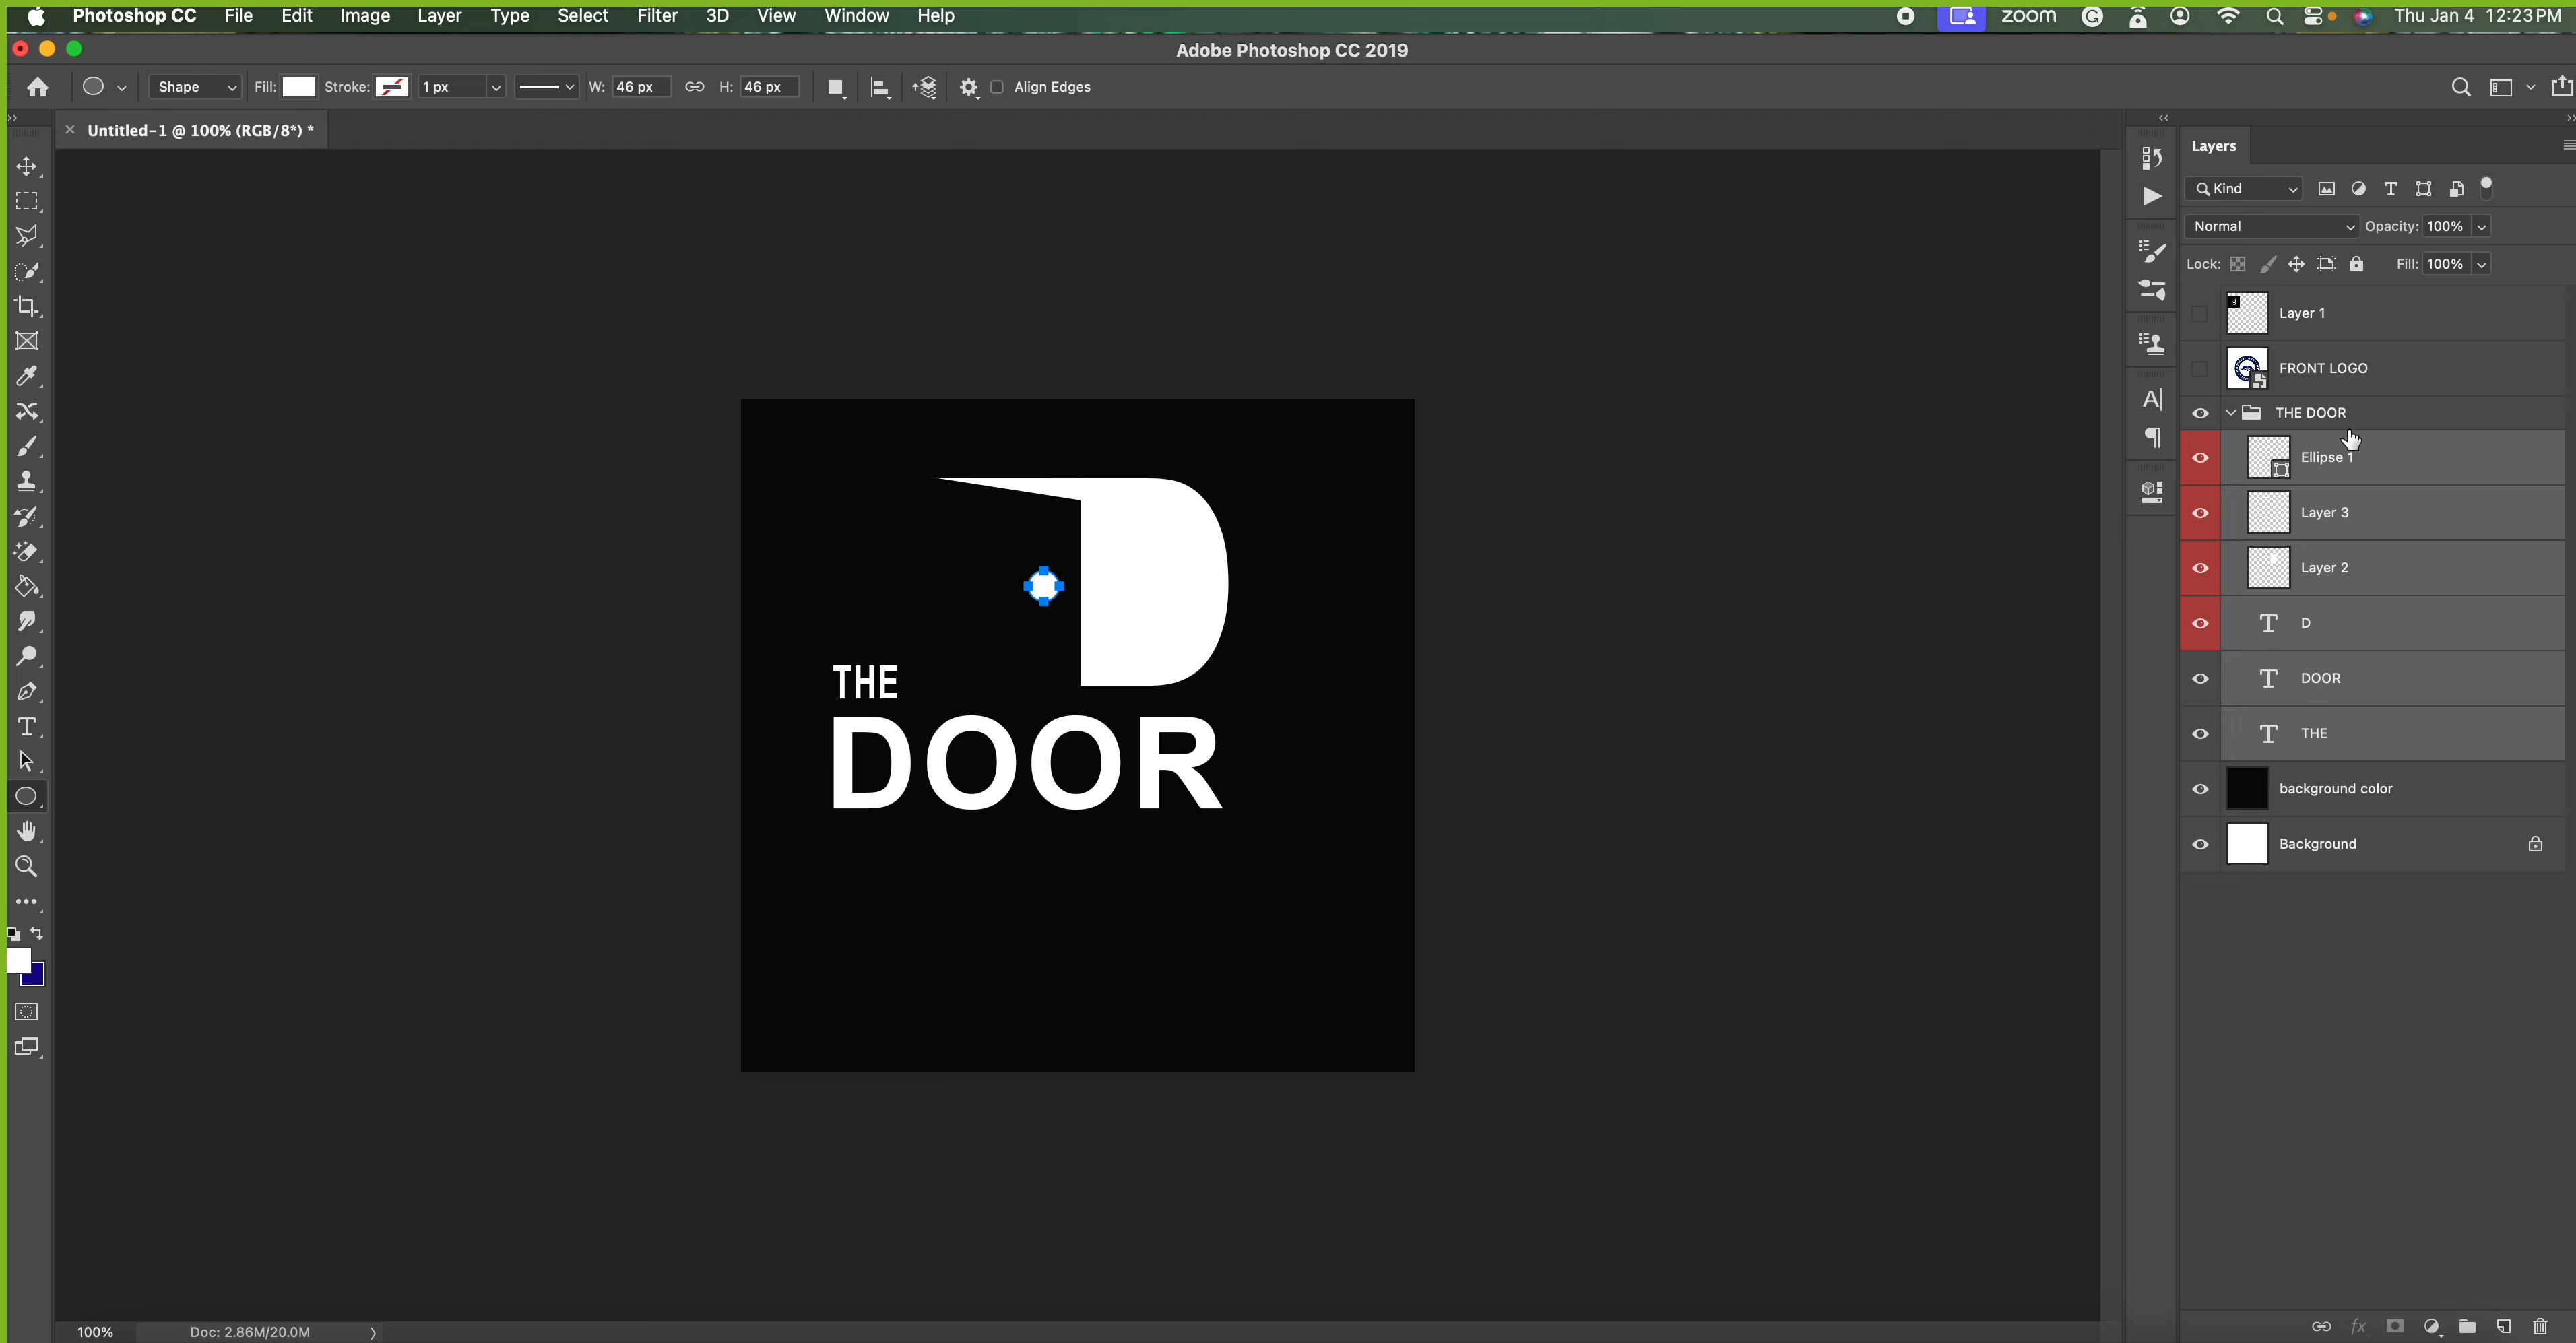 Photoshop CC File Edit Image Layer Type Select Filter 3D View Window Help zoom Thu Jan 4 12:23 PM
Adobe Photoshop CC 2019
Shape Fill: Stroke: 1 px W: 46 px H: 46 px Align Edges
Untitled-1 @ 100% (RGB/8*) *
Layers
Kind
Normal Opacity: 100%
Lock: Fill: 100%
Layer 1
FRONT LOGO
THE DOOR
Ellipse 1
Layer 3
Layer 2
D
DOOR
THE
background color
Background
THE
DOOR
100% Doc: 2.86M/20.0M